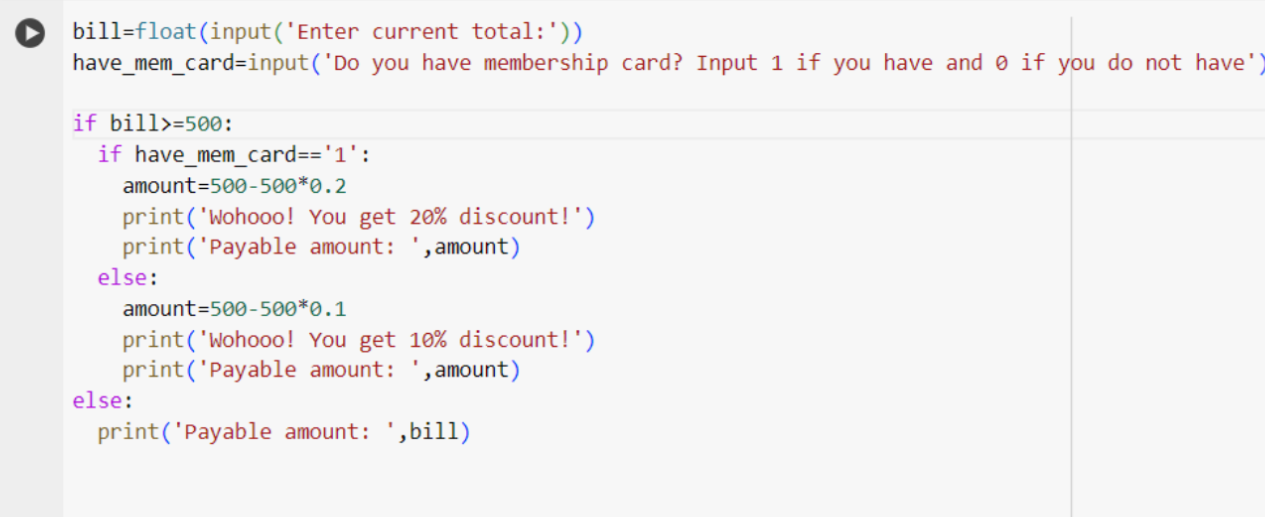 bill=float(input('Enter current total:'))
have_mem_card=input('Do you have membership card? Input 1 if you have and 0 if you do not have')
if bill>=500:
  if have_mem_card=='1':
    amount=500-500*0.2
    print('Wohooo! You get 20% discount!')
    print('Payable amount: ',amount)
  else:
    amount=500-500*0.1
    print('Wohooo! You get 10% discount!')
    print('Payable amount: ',amount)
else:
  print('Payable amount: ',bill)